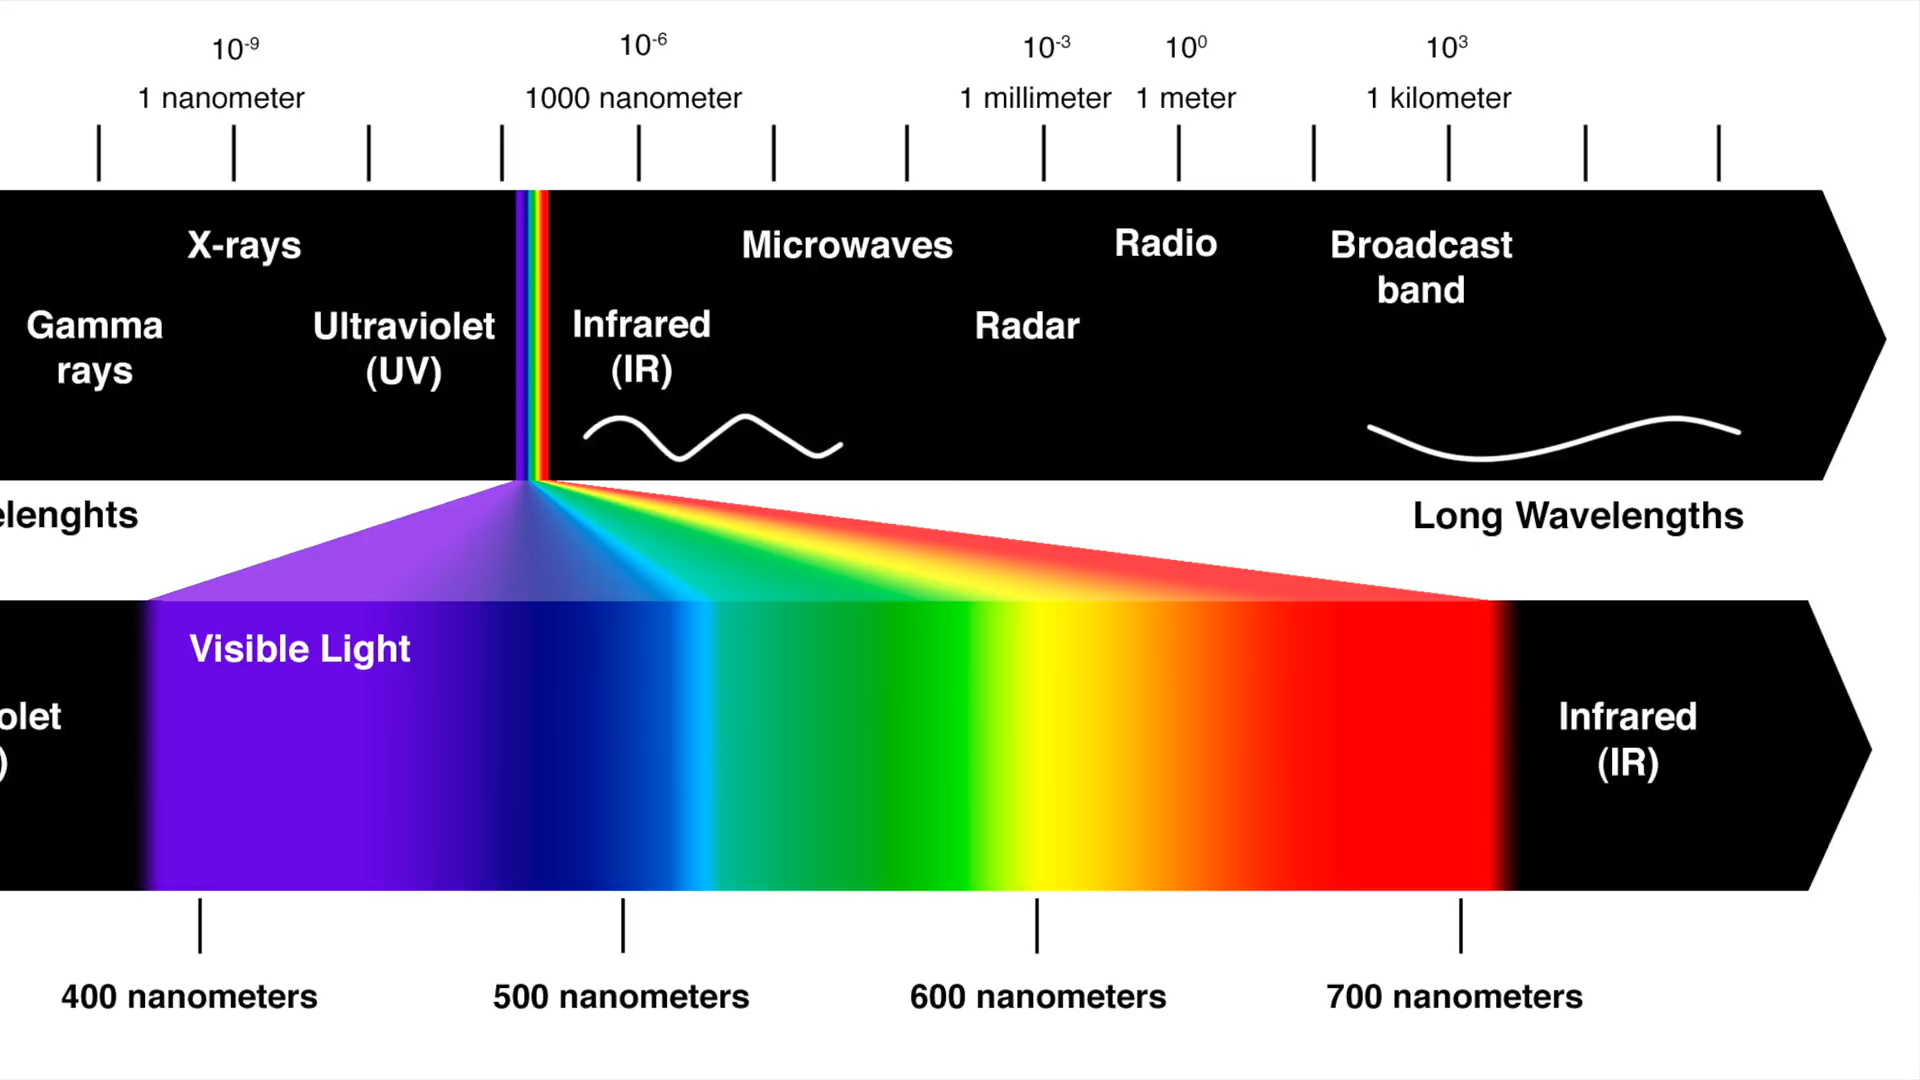 10⁻⁹ 10⁻⁶ 10⁻³ 10⁰ 10³
1 nanometer 1000 nanometer 1 millimeter 1 meter 1 kilometer
X-rays Microwaves Radio Broadcast
band
Gamma
rays
Ultraviolet
(UV)
Infrared
(IR)
Radar
elenghts Long Wavelengths
Visible Light
olet
)
Infrared
(IR)
400 nanometers 500 nanometers 600 nanometers 700 nanometers